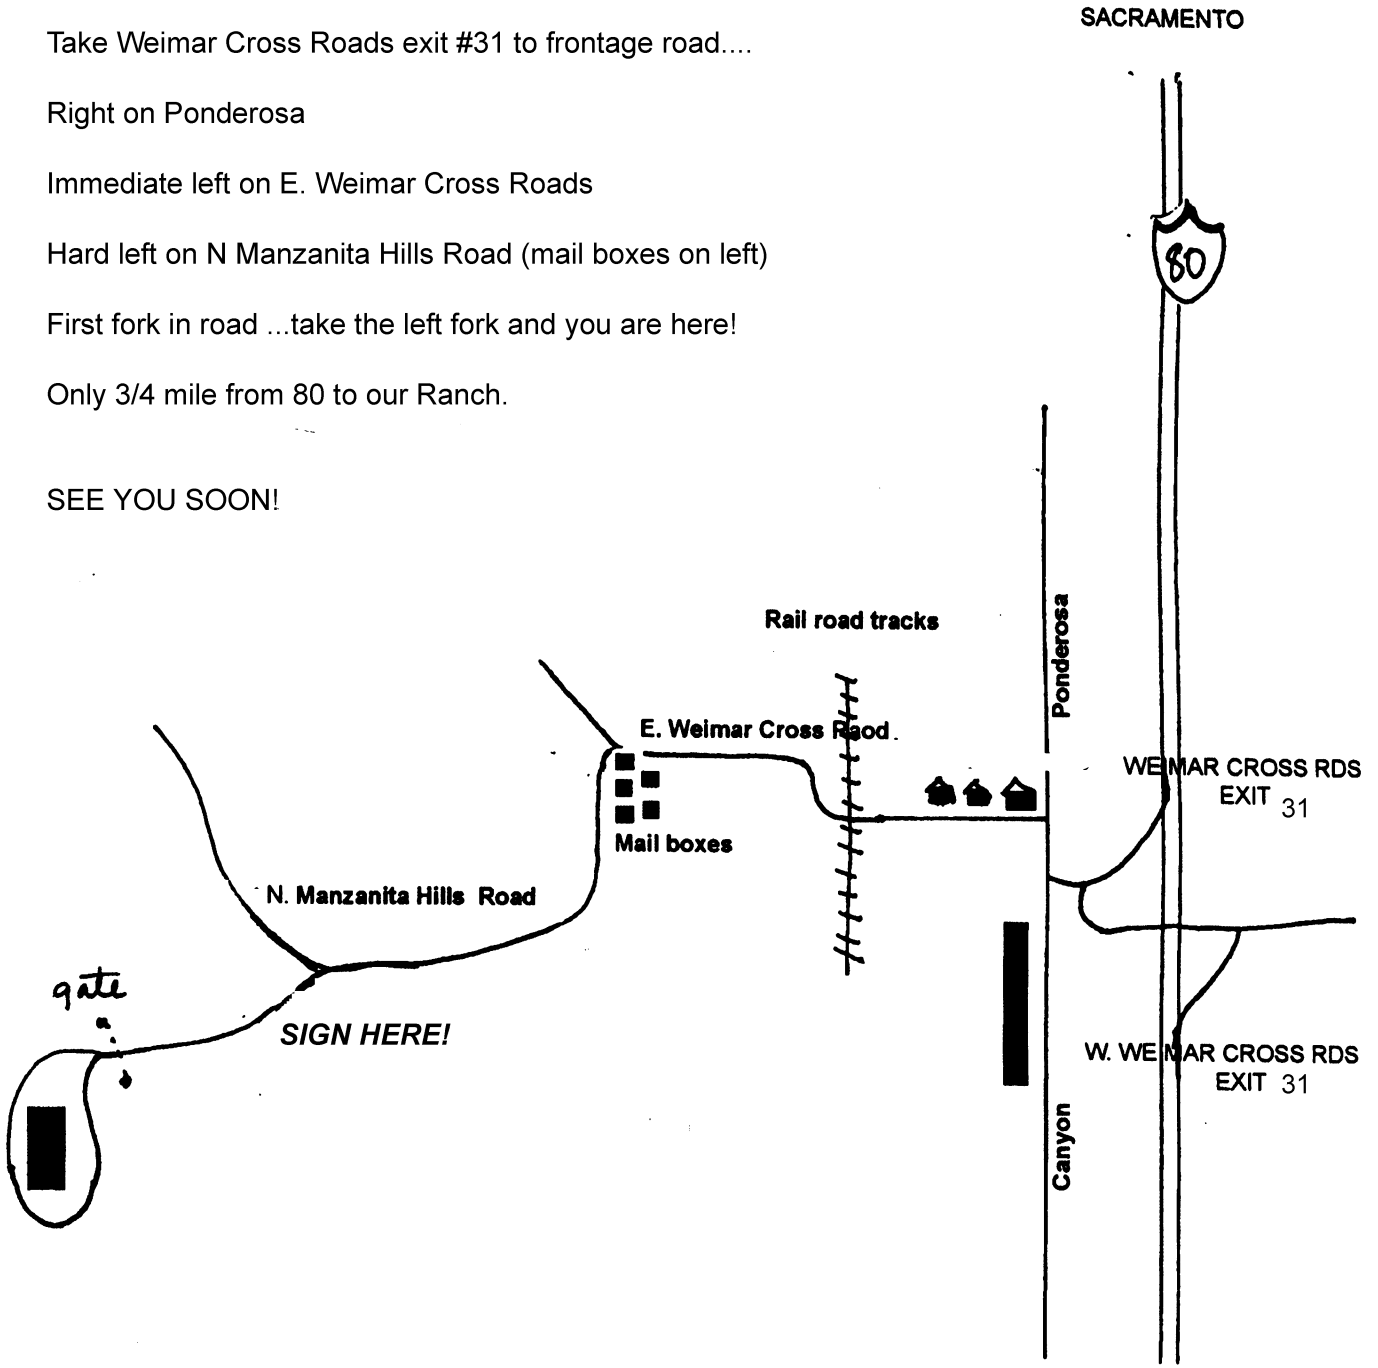 Take Weimar Cross Roads exit #31 to frontage road....
Right on Ponderosa
Immediate left on E. Weimar Cross Roads
Hard left on N Manzanita Hills Road (mail boxes on left)
First fork in road ...take the left fork and you are here!
Only 3/4 mile from 80 to our Ranch.
SEE YOU SOON!
SACRAMENTO
80
Ponderosa
Rail road tracks
E. Weimar Cross Raod.
WEIMAR CROSS RDS
EXIT 31
Mail boxes
N. Manzanita Hills Road
gate
SIGN HERE!
W. WEIMAR CROSS RDS
EXIT 31
Canyon